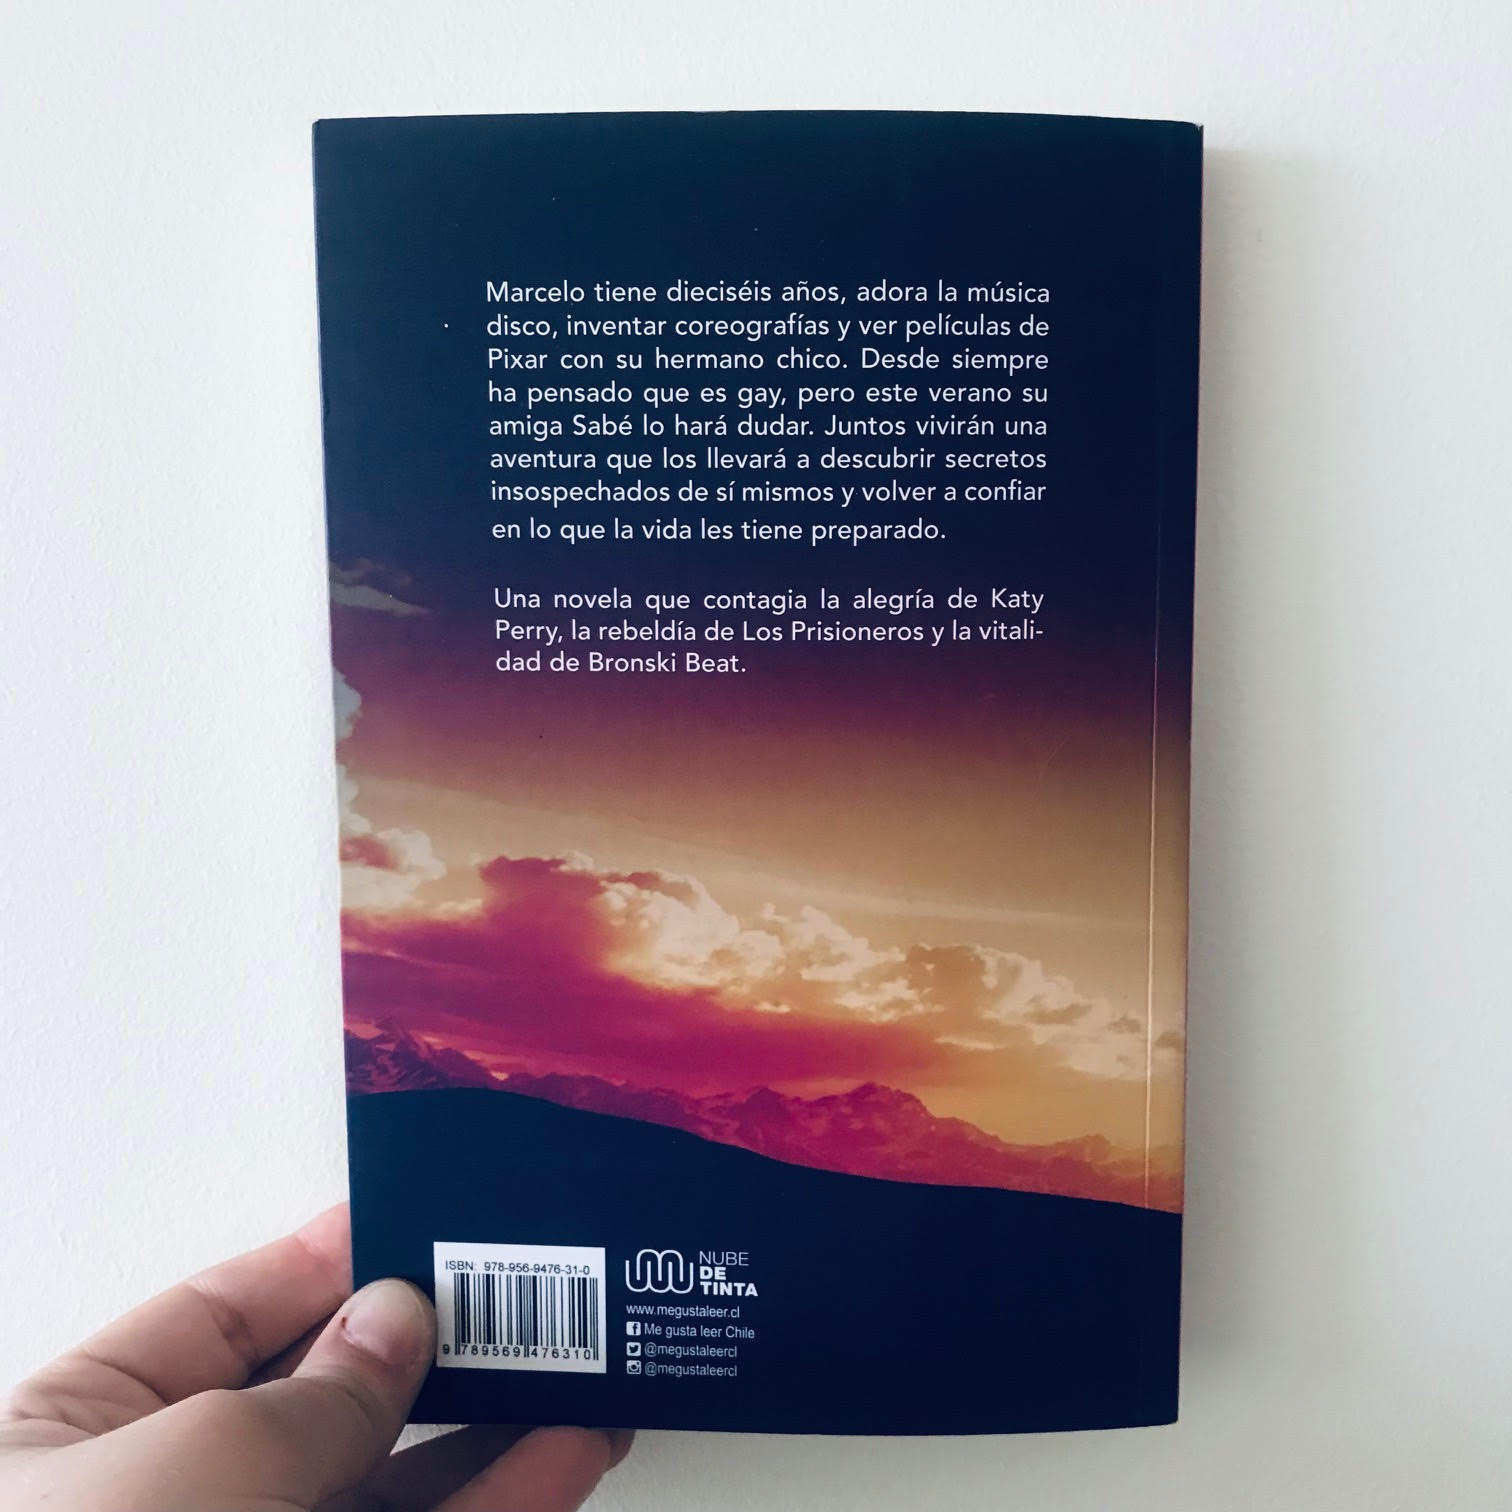 Marcelo tiene dieciséis años, adora la música
disco, inventar coreografías y ver películas de
Pixar con su hermano chico. Desde siempre
ha pensado que es gay, pero este verano su
amiga Sabé lo hará dudar. Juntos vivirán una
aventura que los llevará a descubrir secretos
insospechados de sí mismos y volver a confiar
en lo que la vida les tiene preparado.
Una novela que contagia la alegría de Katy
Perry, la rebeldía de Los Prisioneros y la vitali-
dad de Bronski Beat.
ISBN: 978-956-9476-31-0
9 789569 476310
NUBE
DE
TINTA
www.megustaleer.cl
Me gusta leer Chile
@megustaleercl
@megustaleercl